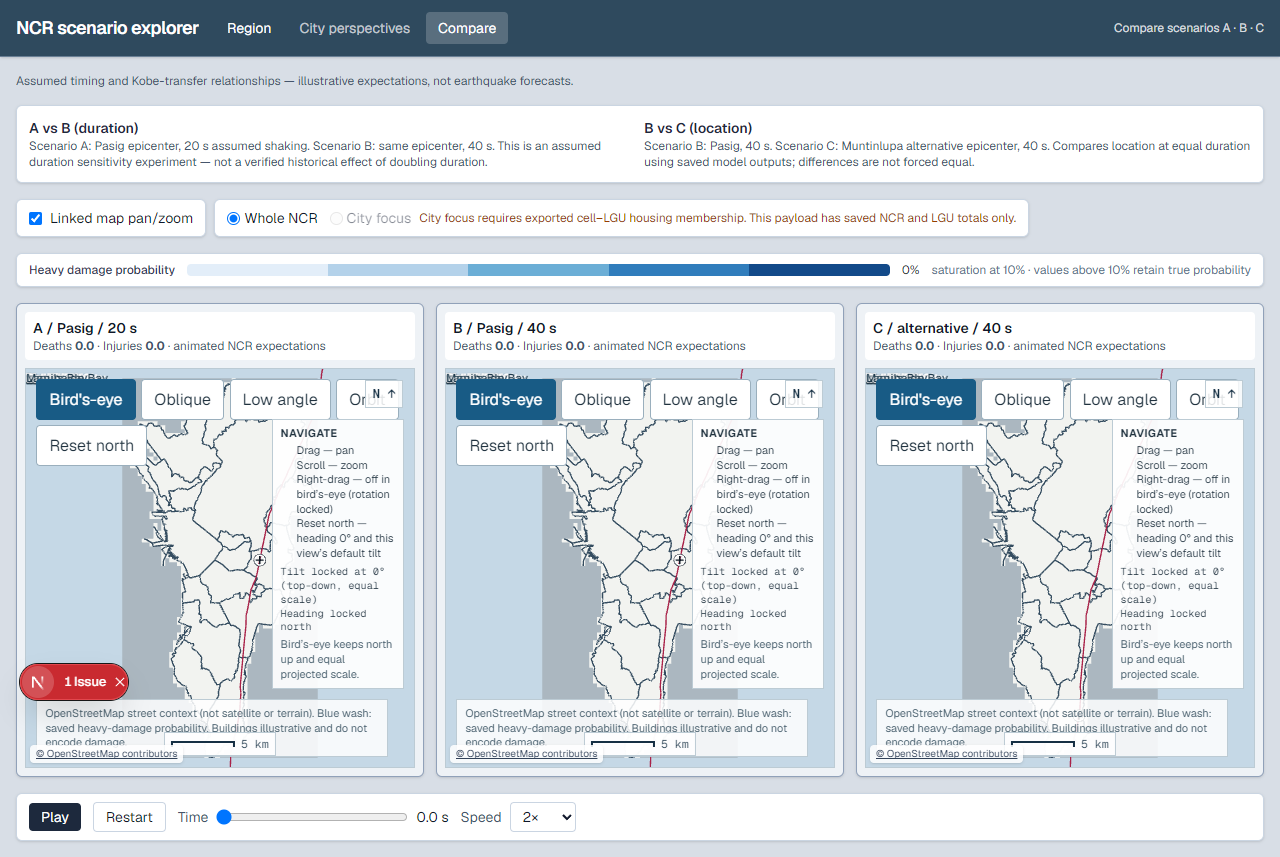 NCR scenario explorer
Region
City perspectives
Compare
Compare scenarios A · B · C
Assumed timing and Kobe-transfer relationships — illustrative expectations, not earthquake forecasts.
A vs B (duration)
Scenario A: Pasig epicenter, 20 s assumed shaking. Scenario B: same epicenter, 40 s. This is an assumed
duration sensitivity experiment — not a verified historical effect of doubling duration.
B vs C (location)
Scenario B: Pasig, 40 s. Scenario C: Muntinlupa alternative epicenter, 40 s. Compares location at equal duration
using saved model outputs; differences are not forced equal.
Linked map pan/zoom
Whole NCR
City focus
City focus requires exported cell–LGU housing membership. This payload has saved NCR and LGU totals only.
Heavy damage probability
0%
saturation at 10% · values above 10% retain true probability
A / Pasig / 20 s
Deaths 0.0 · Injuries 0.0 · animated NCR expectations
Bird's-eye
Oblique
Low angle
N ↑
Reset north
NAVIGATE
Drag — pan
Scroll — zoom
Right-drag — off in
bird's-eye (rotation
locked)
Reset north —
heading 0° and this
view's default tilt
Tilt locked at 0°
(top-down, equal
scale)
Heading locked
north
Bird's-eye keeps north
up and equal
projected scale.
1 Issue
OpenStreetMap street context (not satellite or terrain). Blue wash:
saved heavy-damage probability. Buildings illustrative and do not
encode damage.
5 km
© OpenStreetMap contributors
B / Pasig / 40 s
Deaths 0.0 · Injuries 0.0 · animated NCR expectations
Bird's-eye
Oblique
Low angle
N ↑
Reset north
NAVIGATE
Drag — pan
Scroll — zoom
Right-drag — off in
bird's-eye (rotation
locked)
Reset north —
heading 0° and this
view's default tilt
Tilt locked at 0°
(top-down, equal
scale)
Heading locked
north
Bird's-eye keeps north
up and equal
projected scale.
OpenStreetMap street context (not satellite or terrain). Blue wash:
saved heavy-damage probability. Buildings illustrative and do not
encode damage.
5 km
© OpenStreetMap contributors
C / alternative / 40 s
Deaths 0.0 · Injuries 0.0 · animated NCR expectations
Bird's-eye
Oblique
Low angle
N ↑
Reset north
NAVIGATE
Drag — pan
Scroll — zoom
Right-drag — off in
bird's-eye (rotation
locked)
Reset north —
heading 0° and this
view's default tilt
Tilt locked at 0°
(top-down, equal
scale)
Heading locked
north
Bird's-eye keeps north
up and equal
projected scale.
OpenStreetMap street context (not satellite or terrain). Blue wash:
saved heavy-damage probability. Buildings illustrative and do not
encode damage.
5 km
© OpenStreetMap contributors
Play
Restart
Time
0.0 s
Speed
2×